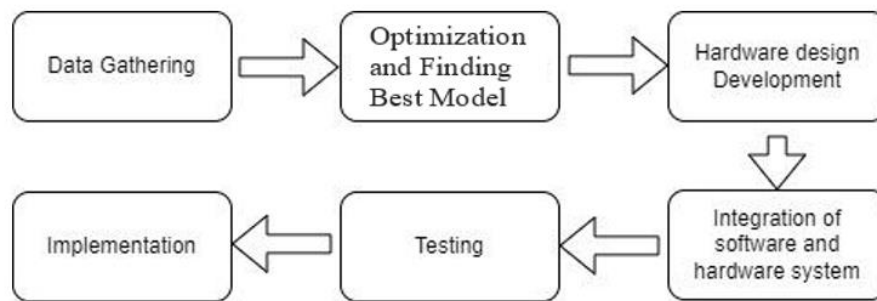 Data Gathering
Optimization
and Finding
Best Model
Hardware design
Development
Integration of
software and
hardware system
Testing
Implementation